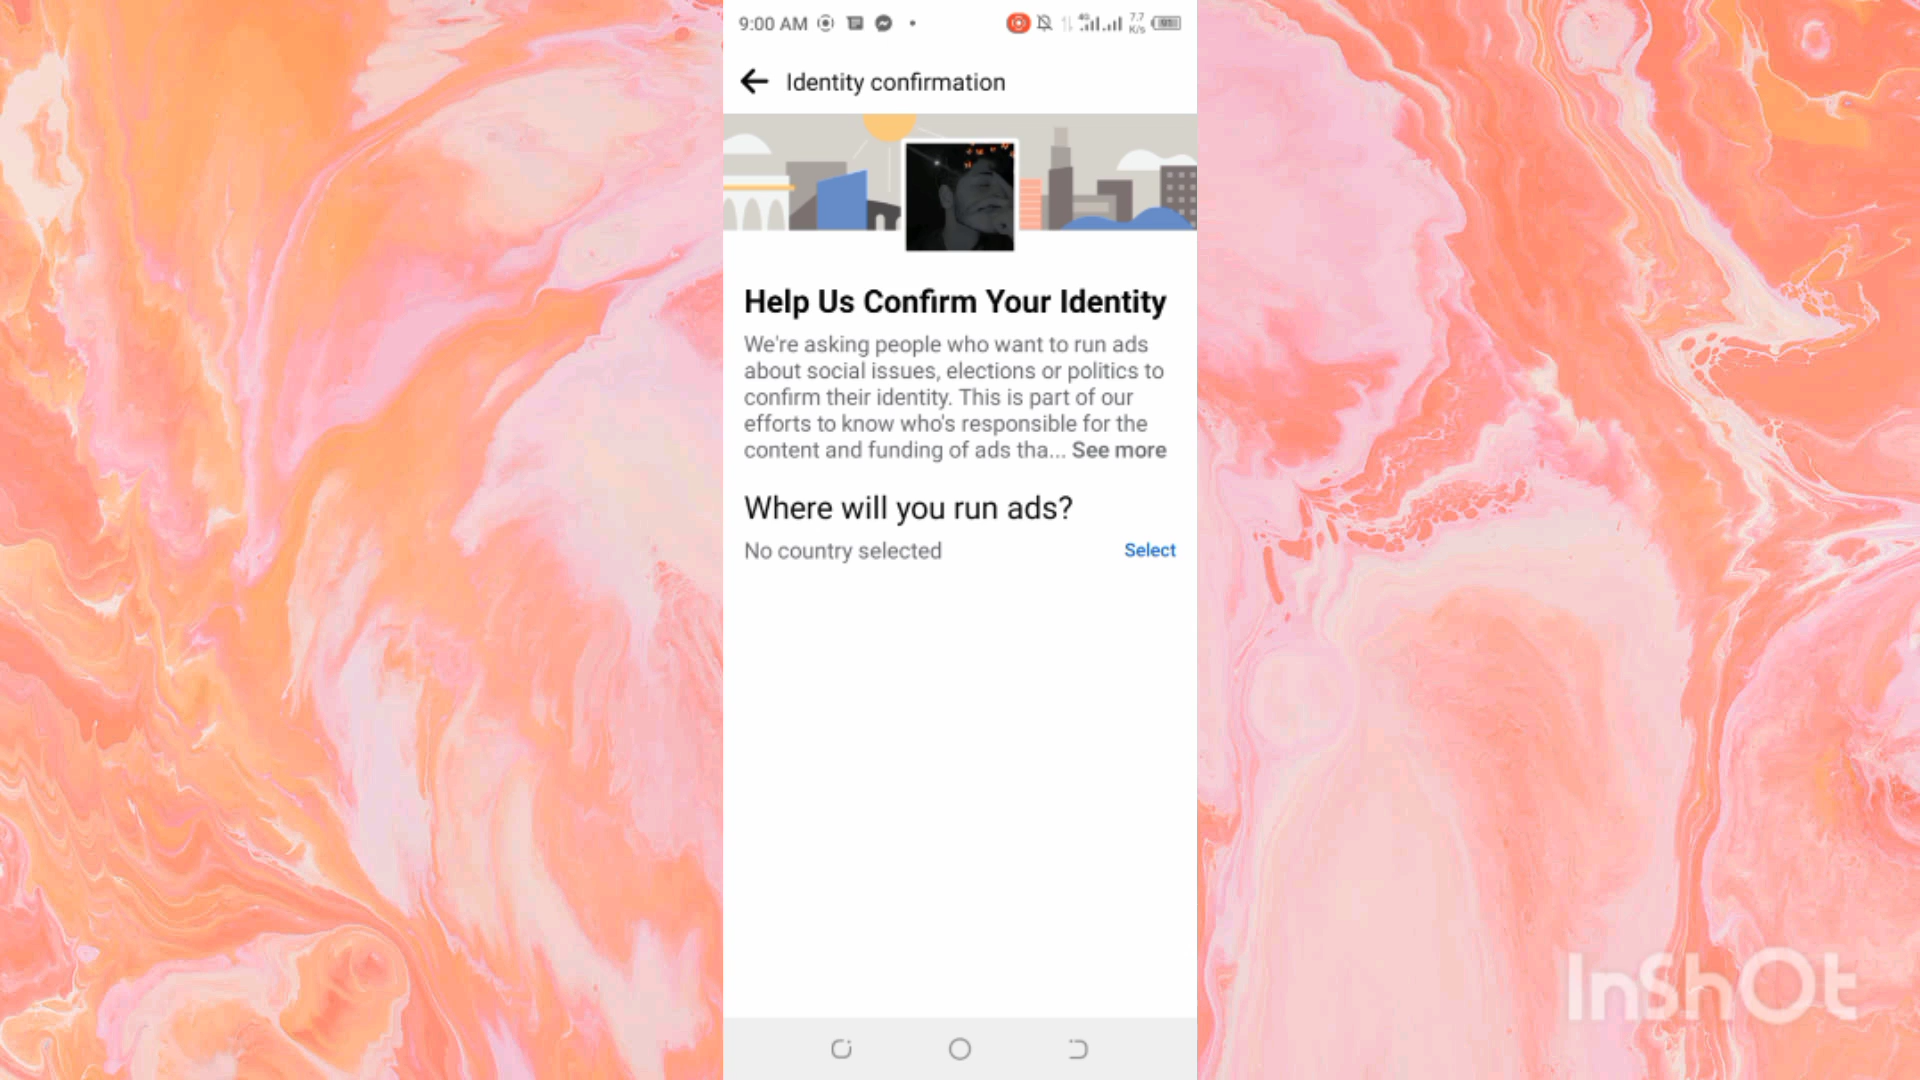 9:00 AM
4G
7.7
K/s
Identity confirmation
Help Us Confirm Your Identity
We're asking people who want to run ads
about social issues, elections or politics to
confirm their identity. This is part of our
efforts to know who's responsible for the
content and funding of ads tha... See more
Where will you run ads?
No country selected
Select
InShOt